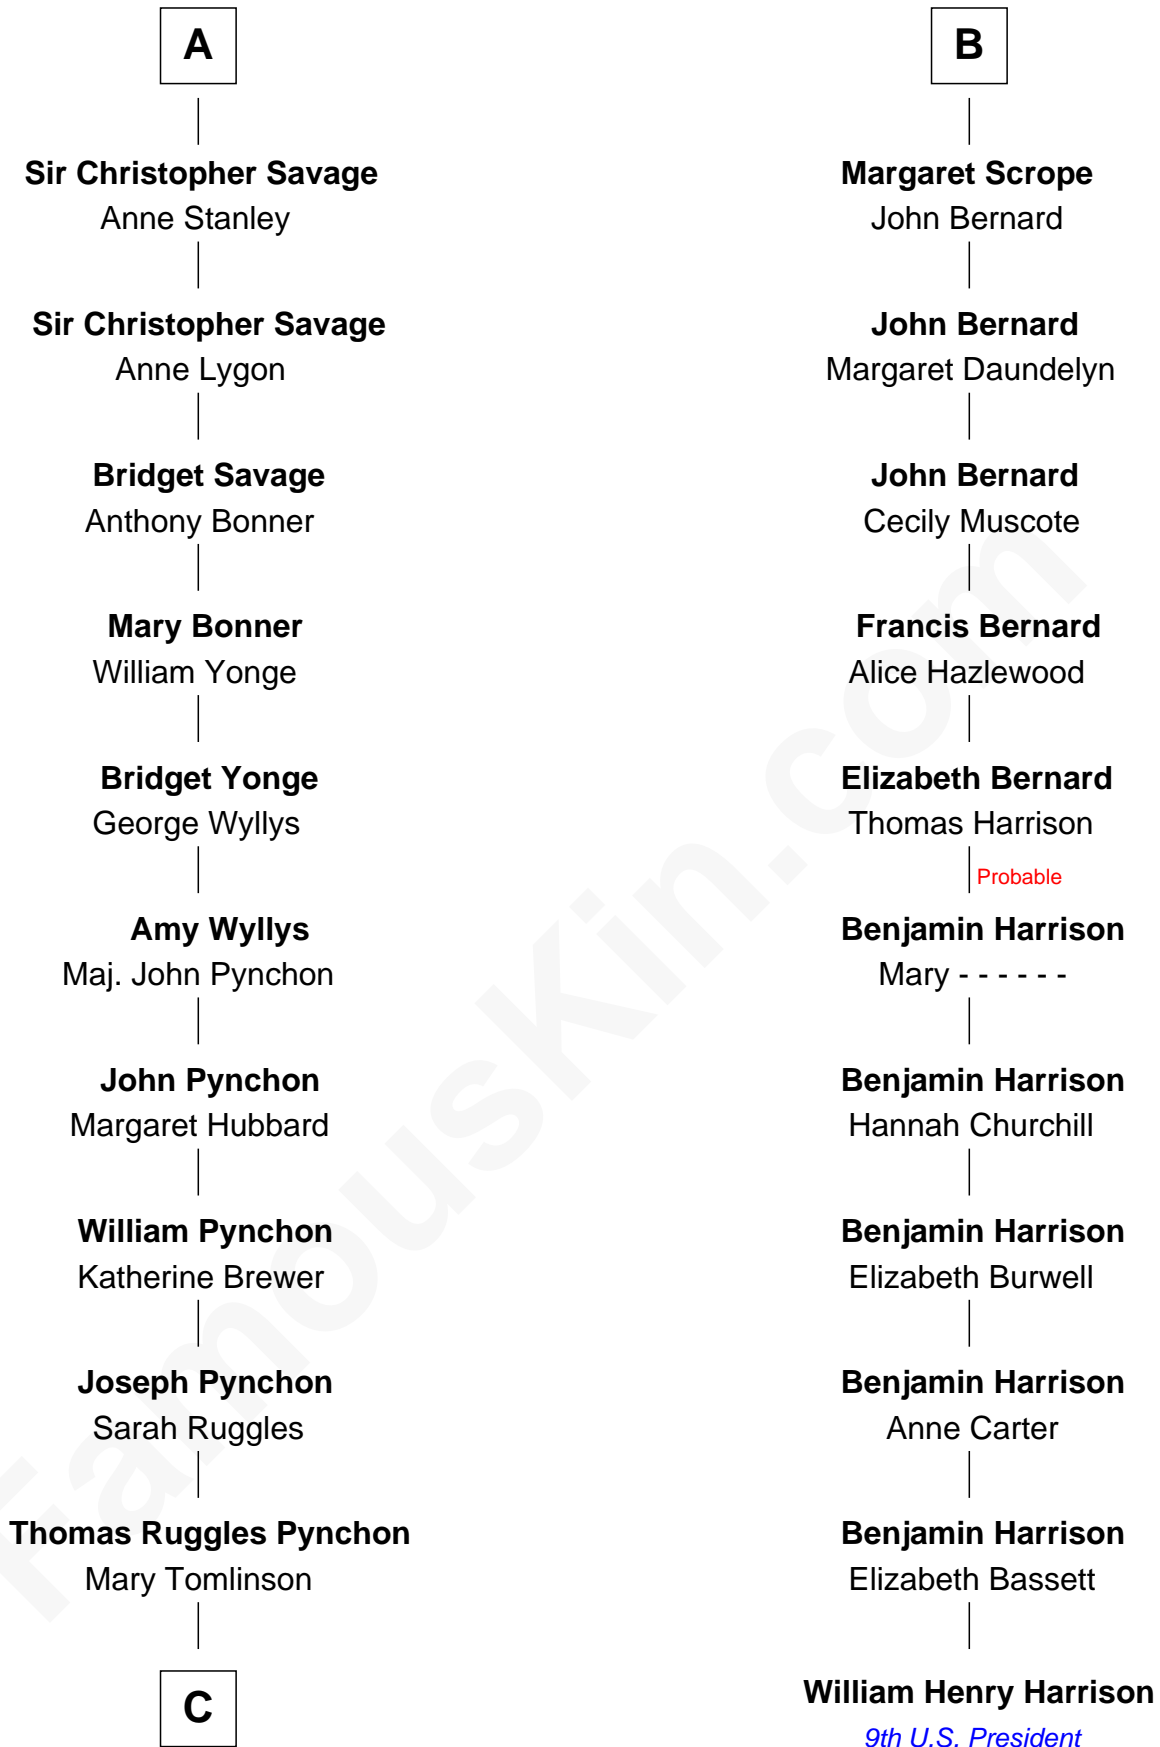 A
Sir Christopher Savage
Anne Stanley
Sir Christopher Savage
Anne Lygon
Bridget Savage
Anthony Bonner
Mary Bonner
William Yonge
Bridget Yonge
George Wyllys
Amy Wyllys
Maj. John Pynchon
John Pynchon
Margaret Hubbard
William Pynchon
Katherine Brewer
Joseph Pynchon
Sarah Ruggles
Thomas Ruggles Pynchon
Mary Tomlinson
C
B
Margaret Scrope
John Bernard
John Bernard
Margaret Daundelyn
John Bernard
Cecily Muscote
Francis Bernard
Alice Hazlewood
Elizabeth Bernard
Thomas Harrison
Probable
Benjamin Harrison
Mary - - - - - -
Benjamin Harrison
Hannah Churchill
Benjamin Harrison
Elizabeth Burwell
Benjamin Harrison
Anne Carter
Benjamin Harrison
Elizabeth Bassett
William Henry Harrison
9th U.S. President
FamousKin.com